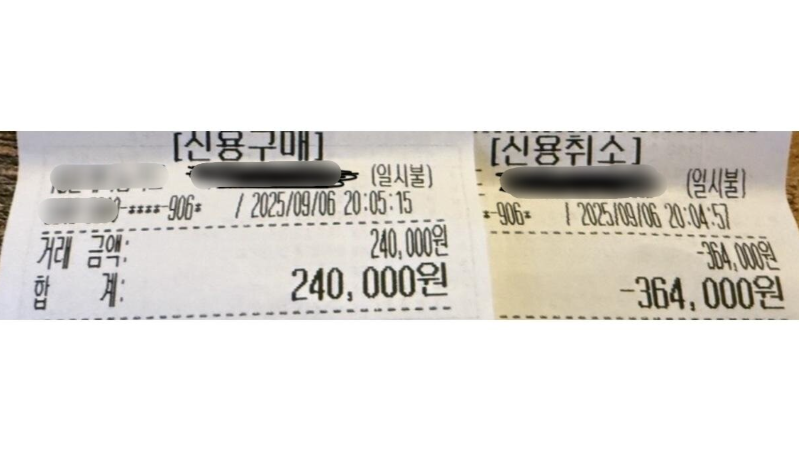 [신용구매]
(일시불)
-****-906* / 2025/09/06 20:05:15
거래 금액: 240,000원
합 계: 240,000원
[신용취소]
(일시불)
*-906* / 2025/09/06 20:04:57
-364,000원
-364,000원